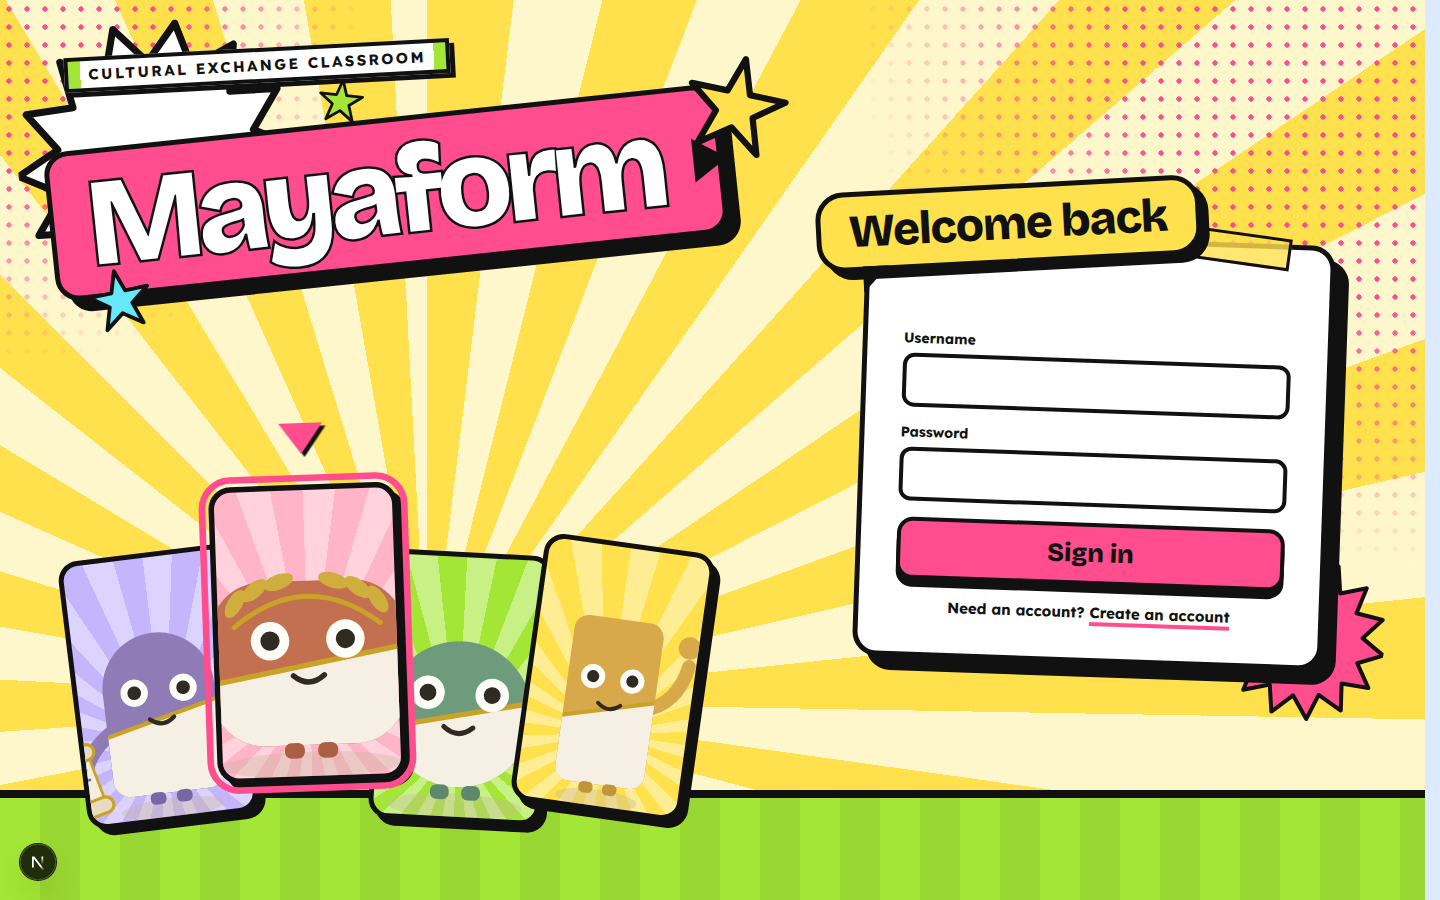 CULTURAL EXCHANGE CLASSROOM
Mayaform
Welcome back
Username
Password
Sign in
Need an account? Create an account
N